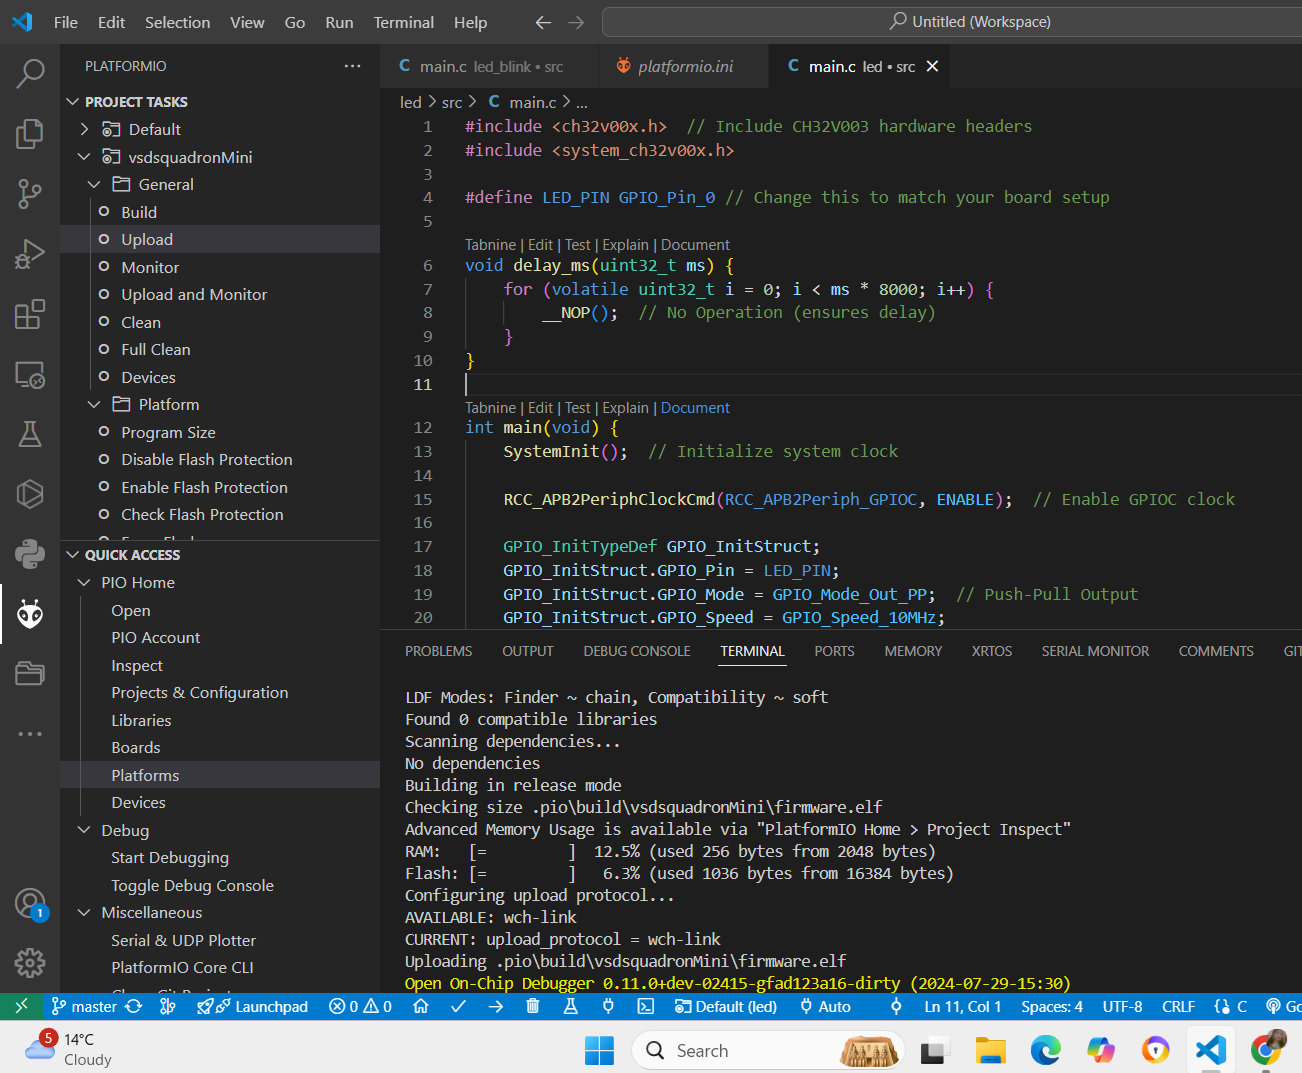 File Edit Selection View Go Run Terminal Help
Untitled (Workspace)
PLATFORMIO
PROJECT TASKS
Default
vsdsquadronMini
General
Build
Upload
Monitor
Upload and Monitor
Clean
Full Clean
Devices
Platform
Program Size
Disable Flash Protection
Enable Flash Protection
Check Flash Protection
QUICK ACCESS
PIO Home
Open
PIO Account
Inspect
Projects & Configuration
Libraries
Boards
Platforms
Devices
Debug
Start Debugging
Toggle Debug Console
Miscellaneous
Serial & UDP Plotter
PlatformIO Core CLI
C main.c led_blink • src
platformio.ini
C main.c led • src
led > src > C main.c > ...
1 #include <ch32v00x.h> // Include CH32V003 hardware headers
2 #include <system_ch32v00x.h>
3
4 #define LED_PIN GPIO_Pin_0 // Change this to match your board setup
5
Tabnine | Edit | Test | Explain | Document
6 void delay_ms(uint32_t ms) {
7 for (volatile uint32_t i = 0; i < ms * 8000; i++) {
8 __NOP(); // No Operation (ensures delay)
9 }
10 }
11
Tabnine | Edit | Test | Explain | Document
12 int main(void) {
13 SystemInit(); // Initialize system clock
14
15 RCC_APB2PeriphClockCmd(RCC_APB2Periph_GPIOC, ENABLE); // Enable GPIOC clock
16
17 GPIO_InitTypeDef GPIO_InitStruct;
18 GPIO_InitStruct.GPIO_Pin = LED_PIN;
19 GPIO_InitStruct.GPIO_Mode = GPIO_Mode_Out_PP; // Push-Pull Output
20 GPIO_InitStruct.GPIO_Speed = GPIO_Speed_10MHz;
PROBLEMS OUTPUT DEBUG CONSOLE TERMINAL PORTS MEMORY XRTOS SERIAL MONITOR COMMENTS
LDF Modes: Finder ~ chain, Compatibility ~ soft
Found 0 compatible libraries
Scanning dependencies...
No dependencies
Building in release mode
Checking size .pio\build\vsdsquadronMini\firmware.elf
Advanced Memory Usage is available via "PlatformIO Home > Project Inspect"
RAM: [= ] 12.5% (used 256 bytes from 2048 bytes)
Flash: [= ] 6.3% (used 1036 bytes from 16384 bytes)
Configuring upload protocol...
AVAILABLE: wch-link
CURRENT: upload_protocol = wch-link
Uploading .pio\build\vsdsquadronMini\firmware.elf
Open On-Chip Debugger 0.11.0+dev-02415-gfad123a16-dirty (2024-07-29-15:30)
1
master Launchpad 0 0 Default (led) Auto Ln 11, Col 1 Spaces: 4 UTF-8 CRLF {} C
5
14°C
Cloudy
Search